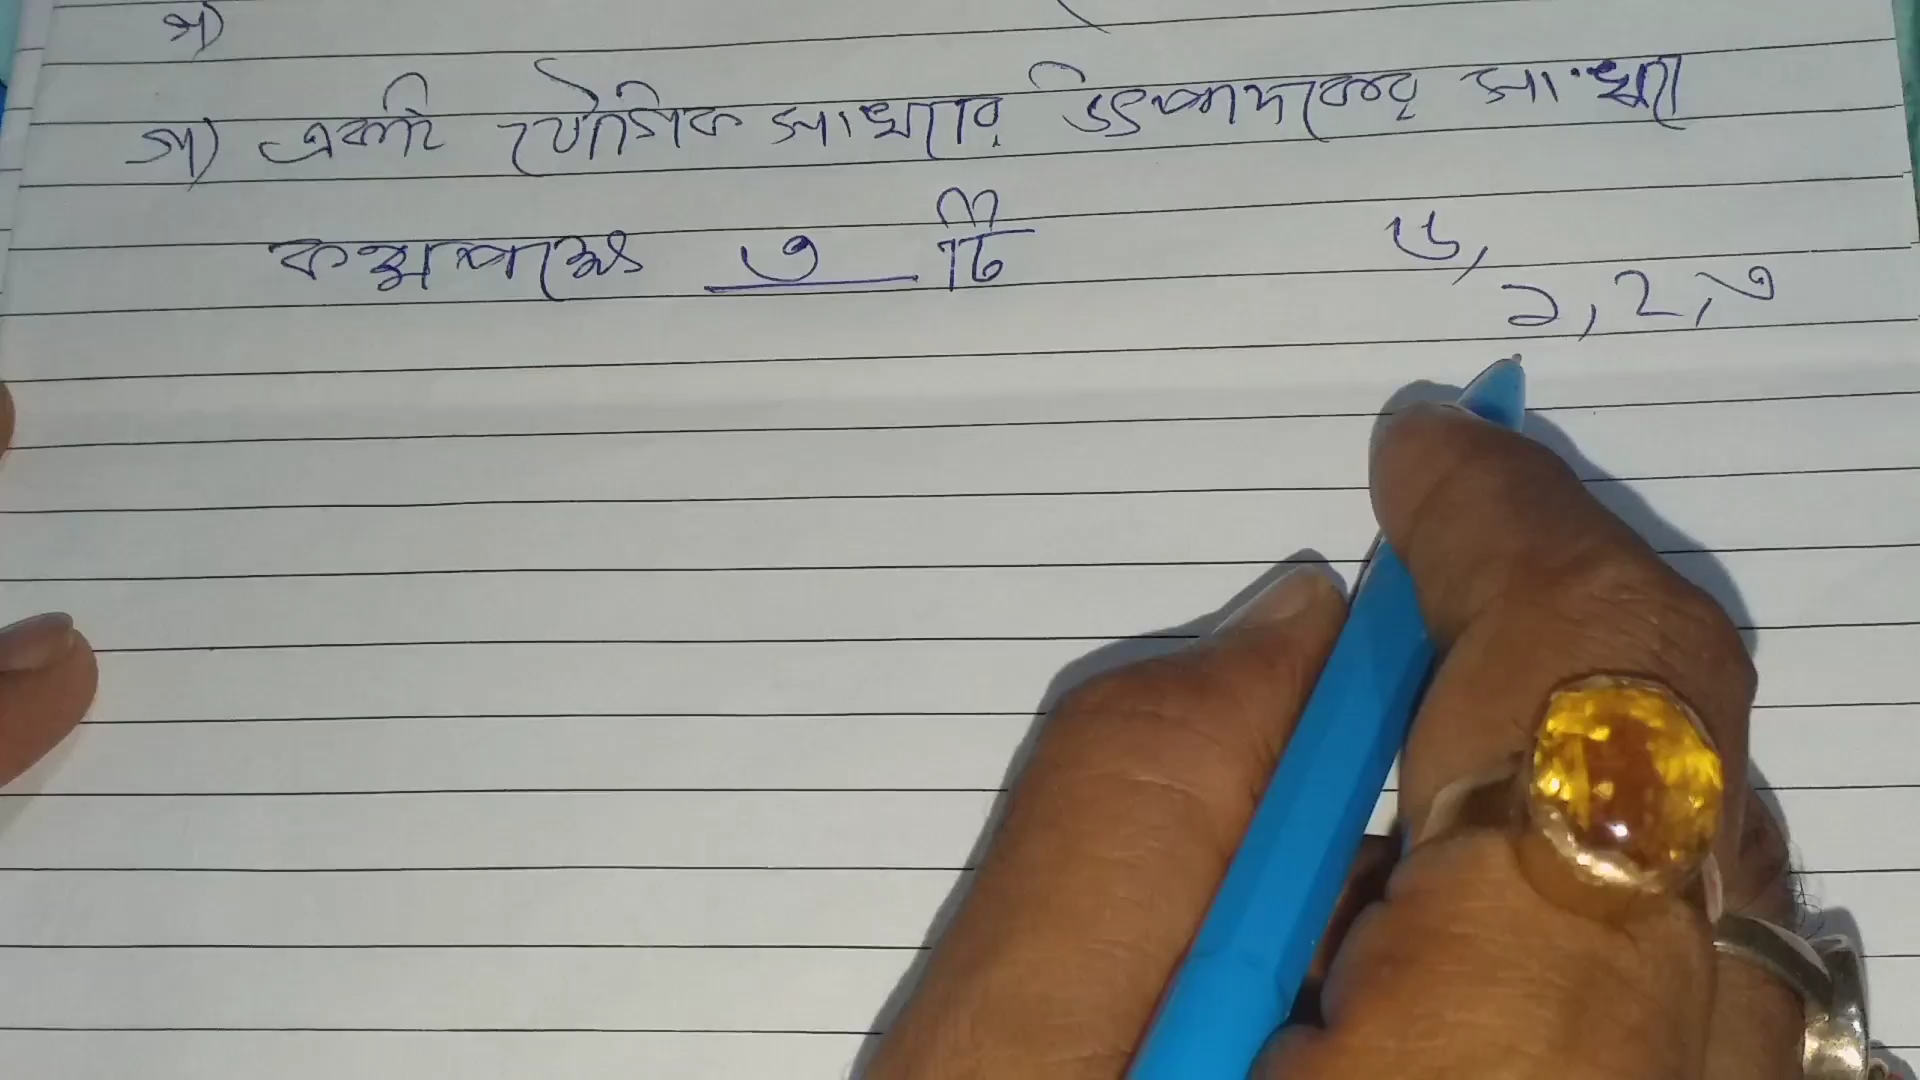 গ) একটি যৌগিক সংখ্যার উৎপাদকের সংখ্যা
কমপক্ষে ৩ টি
৬,
১, ২, ৩